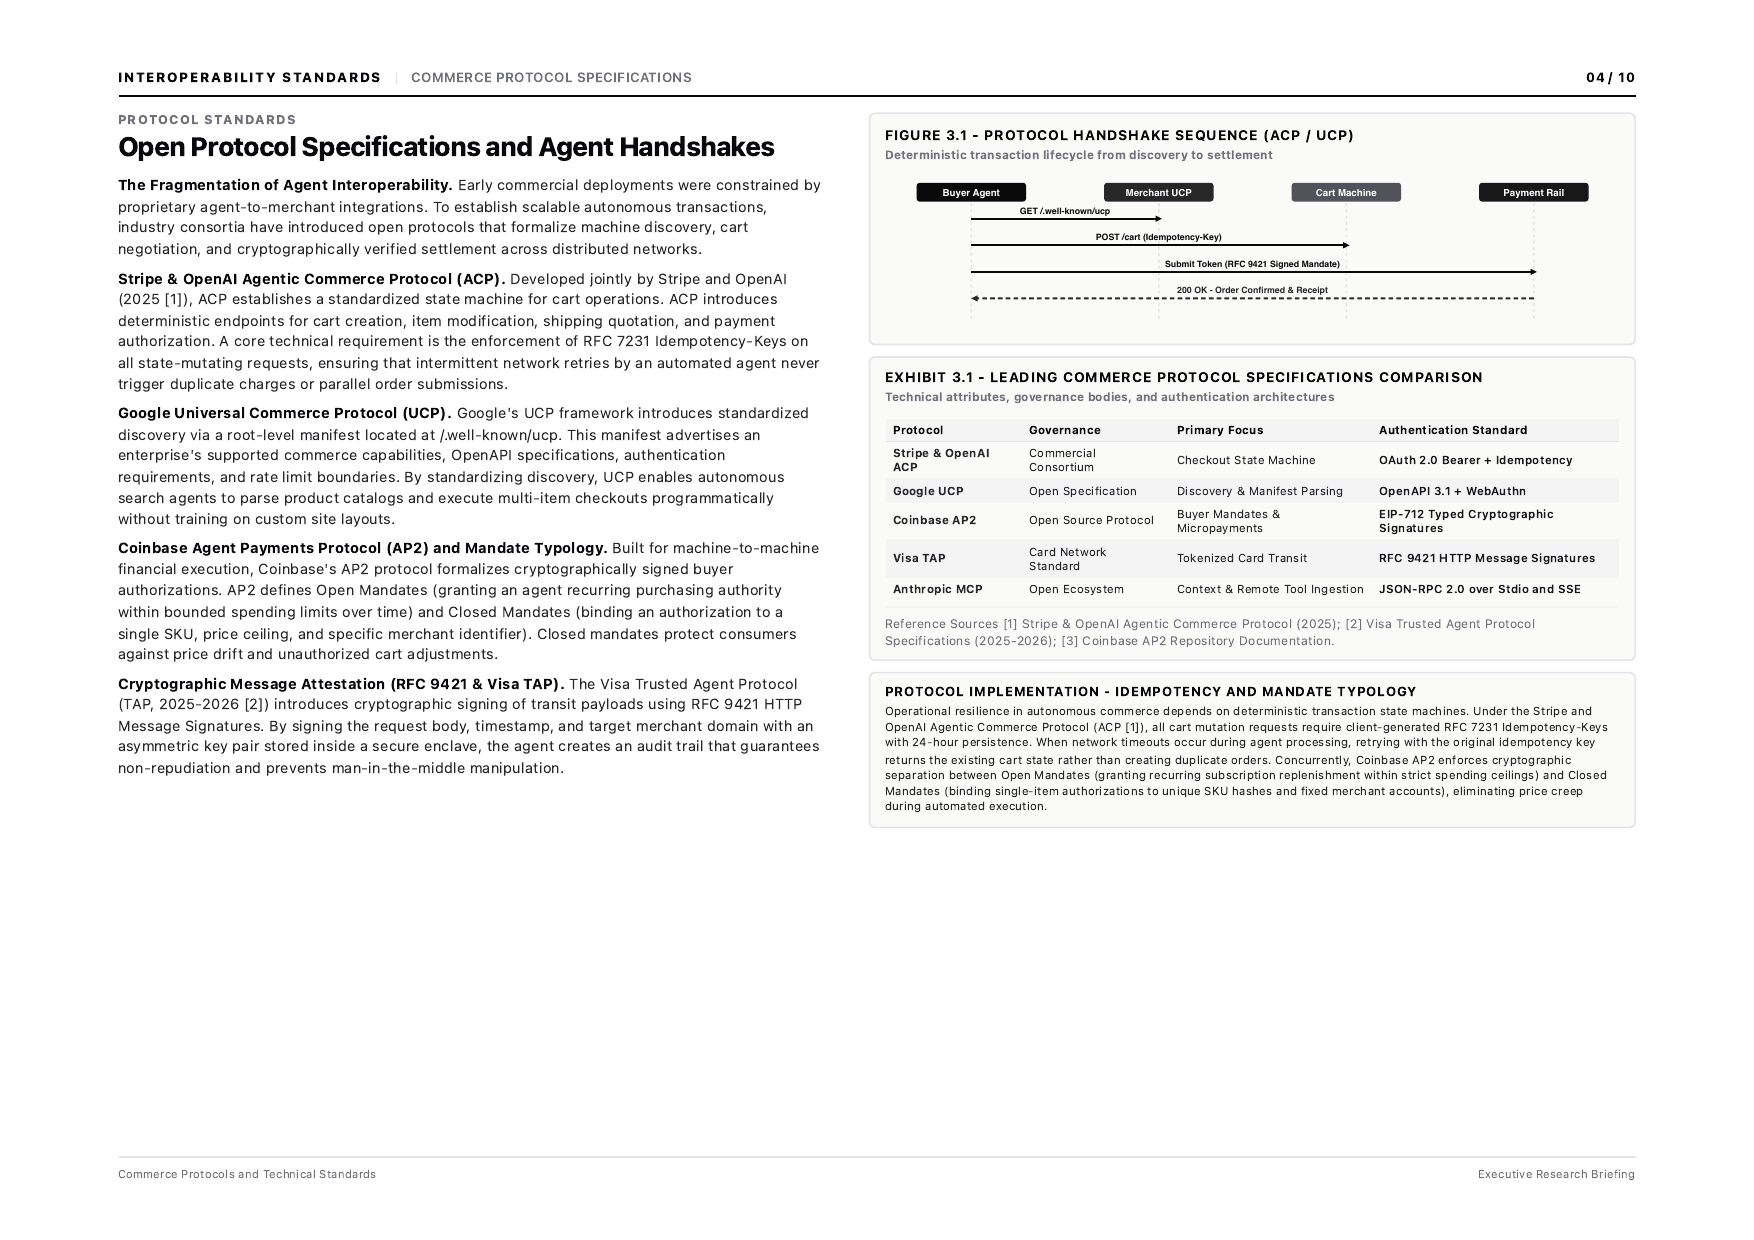 INTEROPERABILITY STANDARDS | COMMERCE PROTOCOL SPECIFICATIONS
04 / 10
PROTOCOL STANDARDS
Open Protocol Specifications and Agent Handshakes
The Fragmentation of Agent Interoperability. Early commercial deployments were constrained by
proprietary agent-to-merchant integrations. To establish scalable autonomous transactions,
industry consortia have introduced open protocols that formalize machine discovery, cart
negotiation, and cryptographically verified settlement across distributed networks.
Stripe & OpenAI Agentic Commerce Protocol (ACP). Developed jointly by Stripe and OpenAI
(2025 [1]), ACP establishes a standardized state machine for cart operations. ACP introduces
deterministic endpoints for cart creation, item modification, shipping quotation, and payment
authorization. A core technical requirement is the enforcement of RFC 7231 Idempotency-Keys on
all state-mutating requests, ensuring that intermittent network retries by an automated agent never
trigger duplicate charges or parallel order submissions.
Google Universal Commerce Protocol (UCP). Google's UCP framework introduces standardized
discovery via a root-level manifest located at /.well-known/ucp. This manifest advertises an
enterprise's supported commerce capabilities, OpenAPI specifications, authentication
requirements, and rate limit boundaries. By standardizing discovery, UCP enables autonomous
search agents to parse product catalogs and execute multi-item checkouts programmatically
without training on custom site layouts.
Coinbase Agent Payments Protocol (AP2) and Mandate Typology. Built for machine-to-machine
financial execution, Coinbase's AP2 protocol formalizes cryptographically signed buyer
authorizations. AP2 defines Open Mandates (granting an agent recurring purchasing authority
within bounded spending limits over time) and Closed Mandates (binding an authorization to a
single SKU, price ceiling, and specific merchant identifier). Closed mandates protect consumers
against price drift and unauthorized cart adjustments.
Cryptographic Message Attestation (RFC 9421 & Visa TAP). The Visa Trusted Agent Protocol
(TAP, 2025-2026 [2]) introduces cryptographic signing of transit payloads using RFC 9421 HTTP
Message Signatures. By signing the request body, timestamp, and target merchant domain with an
asymmetric key pair stored inside a secure enclave, the agent creates an audit trail that guarantees
non-repudiation and prevents man-in-the-middle manipulation.
FIGURE 3.1 - PROTOCOL HANDSHAKE SEQUENCE (ACP / UCP)
Deterministic transaction lifecycle from discovery to settlement
Buyer Agent Merchant UCP Cart Machine Payment Rail
GET /.well-known/ucp
POST /cart (Idempotency-Key)
Submit Token (RFC 9421 Signed Mandate)
200 OK - Order Confirmed & Receipt
EXHIBIT 3.1 - LEADING COMMERCE PROTOCOL SPECIFICATIONS COMPARISON
Technical attributes, governance bodies, and authentication architectures
Protocol Governance Primary Focus Authentication Standard
Stripe & OpenAI ACP Commercial Consortium Checkout State Machine OAuth 2.0 Bearer + Idempotency
Google UCP Open Specification Discovery & Manifest Parsing OpenAPI 3.1 + WebAuthn
Coinbase AP2 Open Source Protocol Buyer Mandates & Micropayments EIP-712 Typed Cryptographic Signatures
Visa TAP Card Network Standard Tokenized Card Transit RFC 9421 HTTP Message Signatures
Anthropic MCP Open Ecosystem Context & Remote Tool Ingestion JSON-RPC 2.0 over Stdio and SSE
Reference Sources [1] Stripe & OpenAI Agentic Commerce Protocol (2025); [2] Visa Trusted Agent Protocol
Specifications (2025-2026); [3] Coinbase AP2 Repository Documentation.
PROTOCOL IMPLEMENTATION - IDEMPOTENCY AND MANDATE TYPOLOGY
Operational resilience in autonomous commerce depends on deterministic transaction state machines. Under the Stripe and
OpenAI Agentic Commerce Protocol (ACP [1]), all cart mutation requests require client-generated RFC 7231 Idempotency-Keys
with 24-hour persistence. When network timeouts occur during agent processing, retrying with the original idempotency key
returns the existing cart state rather than creating duplicate orders. Concurrently, Coinbase AP2 enforces cryptographic
separation between Open Mandates (granting recurring subscription replenishment within strict spending ceilings) and Closed
Mandates (binding single-item authorizations to unique SKU hashes and fixed merchant accounts), eliminating price creep
during automated execution.
Commerce Protocols and Technical Standards
Executive Research Briefing